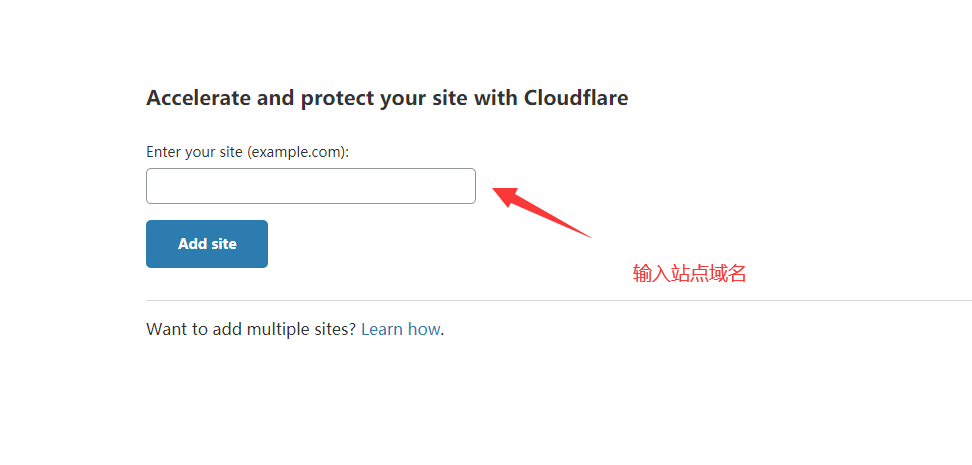 Accelerate and protect your site with Cloudflare
Enter your site (example.com):
Add site
输入站点域名
Want to add multiple sites? Learn how.